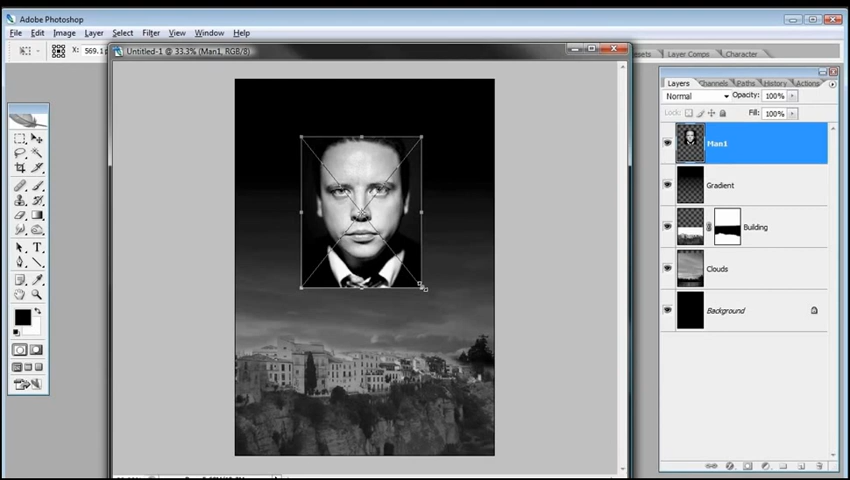 Adobe Photoshop
File Edit Image Layer Select Filter View Window Help
X: 569.1 p
esets Layer Comps Character
Untitled-1 @ 33.3% (Man1, RGB/8)
Layers Channels Paths History Actions
Normal Opacity: 100%
Lock: Fill: 100%
Man1
Gradient
Building
Clouds
Background